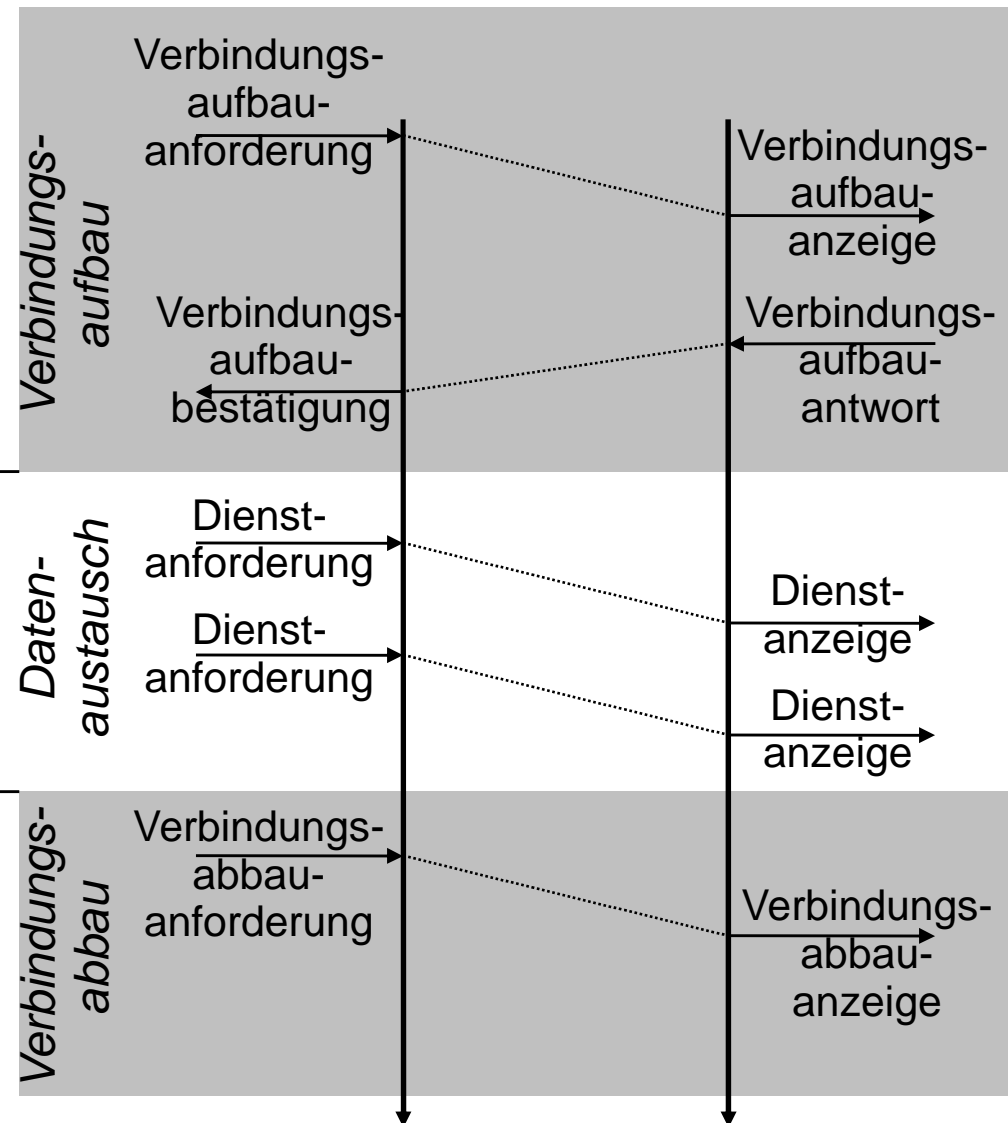 Verbindungs-
aufbau
Verbindungs-
aufbau-
anforderung
Verbindungs-
aufbau-
anzeige
Verbindungs-
aufbau-
bestätigung
Verbindungs-
aufbau-
antwort
Daten-
austausch
Dienst-
anforderung
Dienst-
anzeige
Dienst-
anforderung
Dienst-
anzeige
Verbindungs-
abbau
Verbindungs-
abbau-
anforderung
Verbindungs-
abbau-
anzeige